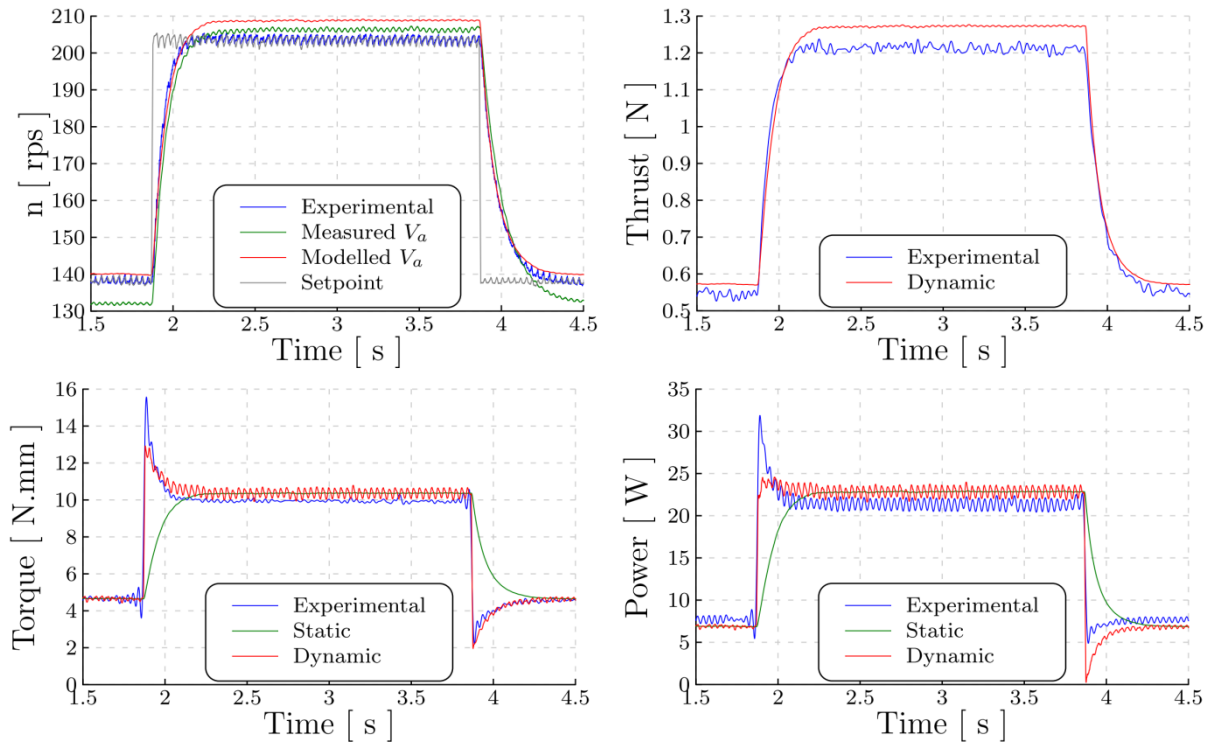 210
200
190
180
170
160
150
140
130
n [ rps ]
1.5 2 2.5 3 3.5 4 4.5
Time [ s ]
Experimental
Measured Va
Modelled Va
Setpoint
1.3
1.2
1.1
1
0.9
0.8
0.7
0.6
0.5
Thrust [ N ]
1.5 2 2.5 3 3.5 4 4.5
Time [ s ]
Experimental
Dynamic
16
14
12
10
8
6
4
2
0
Torque [ N.mm ]
1.5 2 2.5 3 3.5 4 4.5
Time [ s ]
Experimental
Static
Dynamic
35
30
25
20
15
10
5
0
Power [ W ]
1.5 2 2.5 3 3.5 4 4.5
Time [ s ]
Experimental
Static
Dynamic